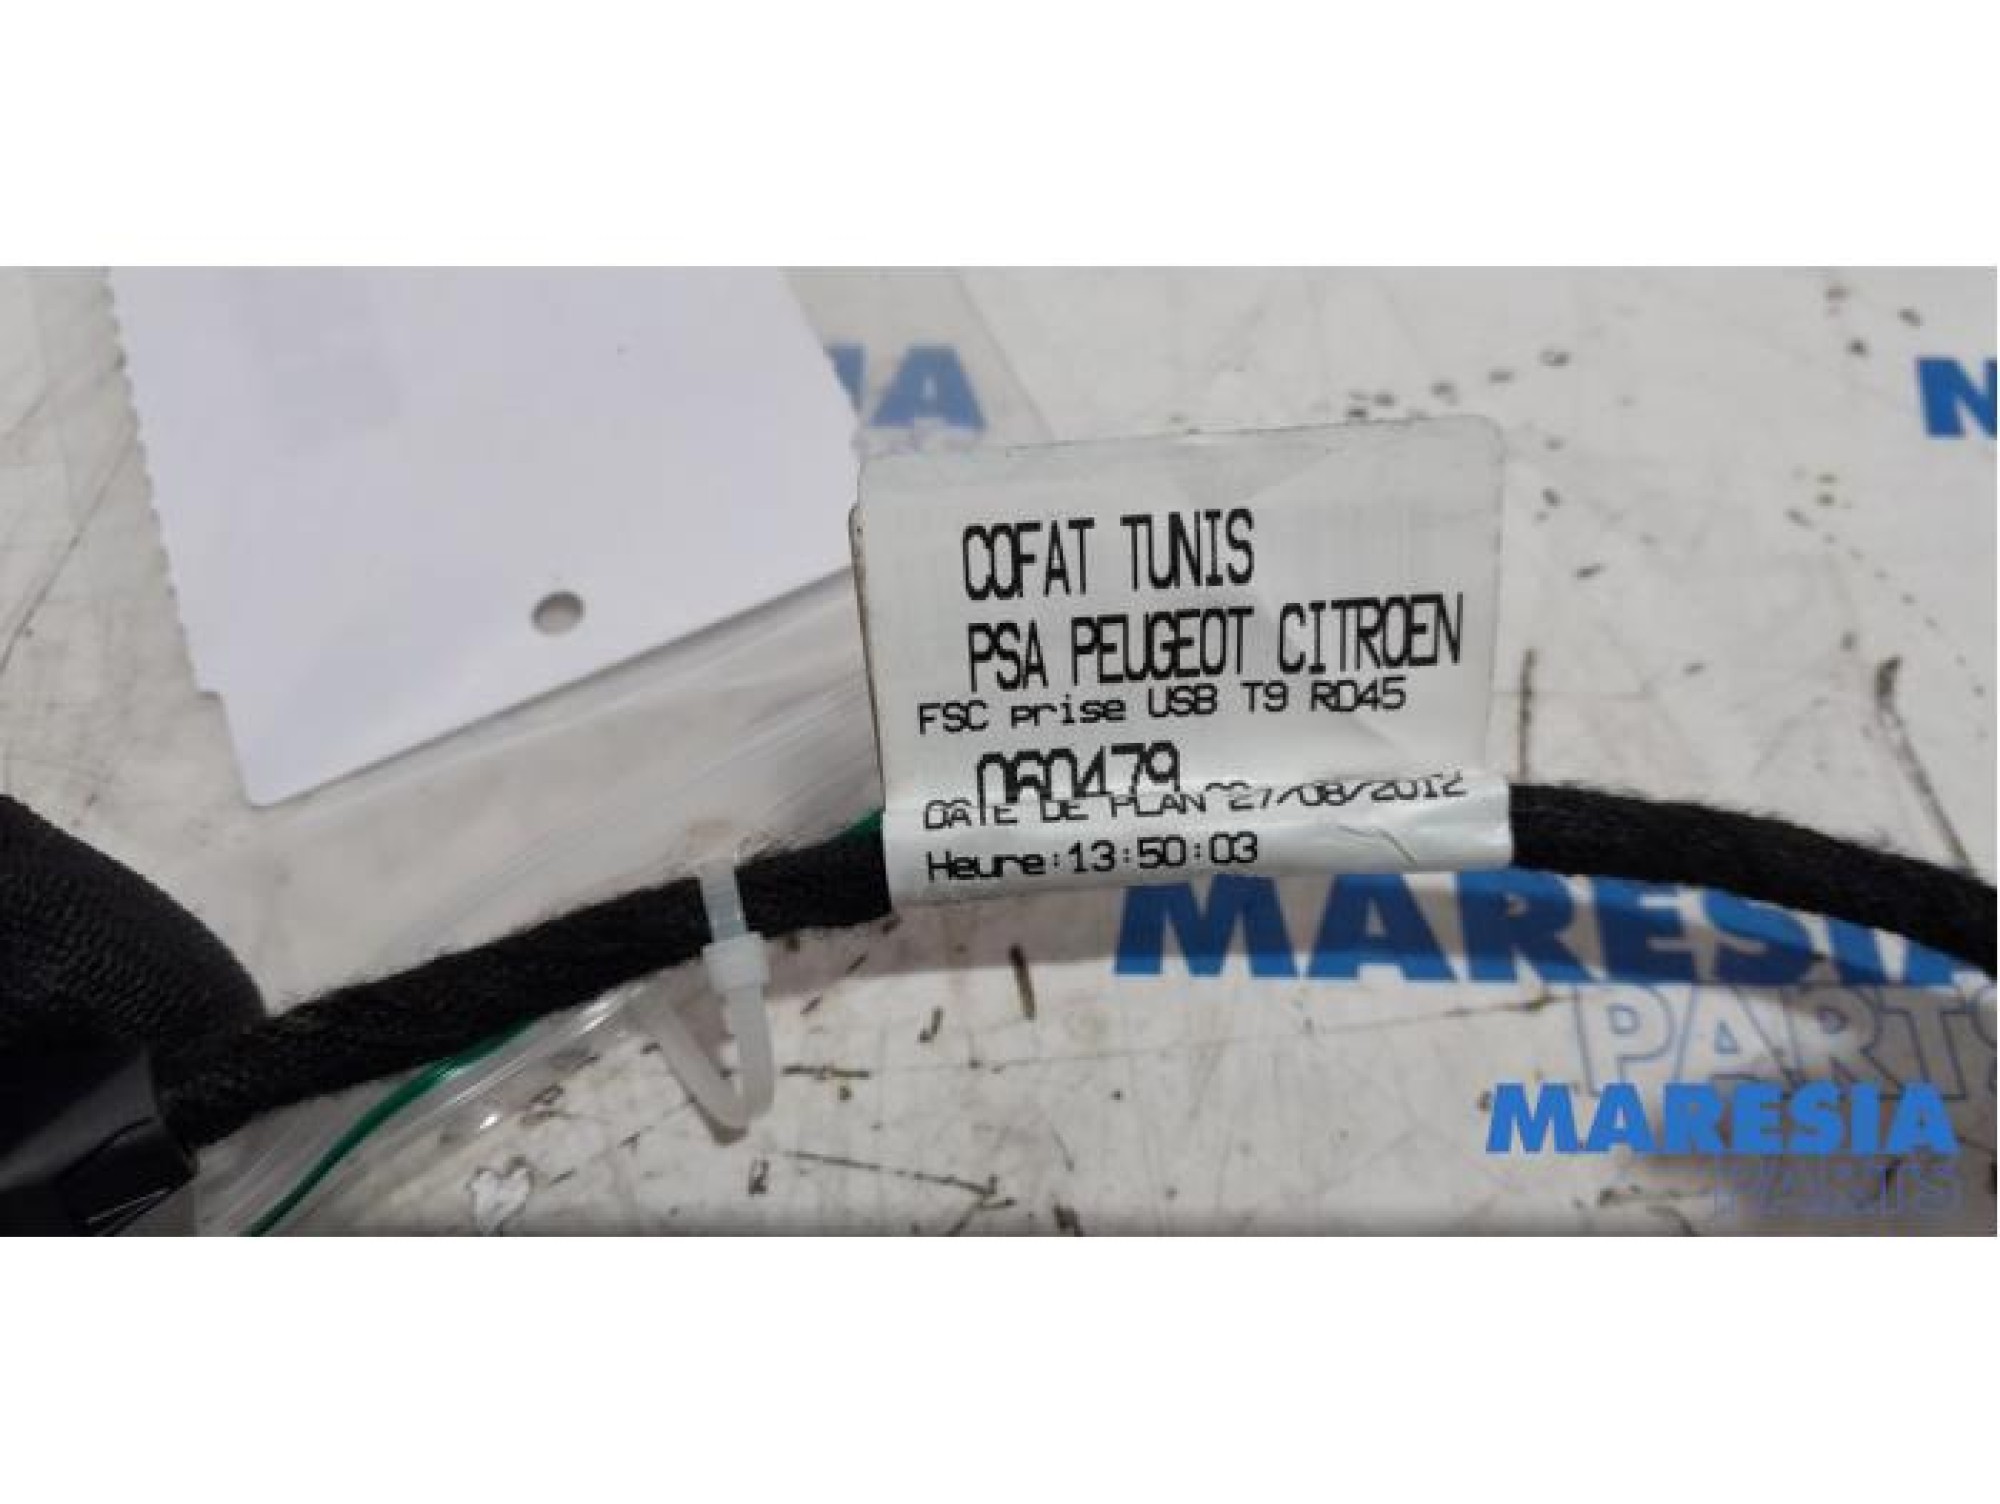 COFAT TUNIS
PSA PEUGEOT CITROEN
FSC prise USB T9 RD45
060479
DATE DE PLAN 27/08/2012
Heure:13:50:03
MARESIA
PARTS
MARESIA
PARTS